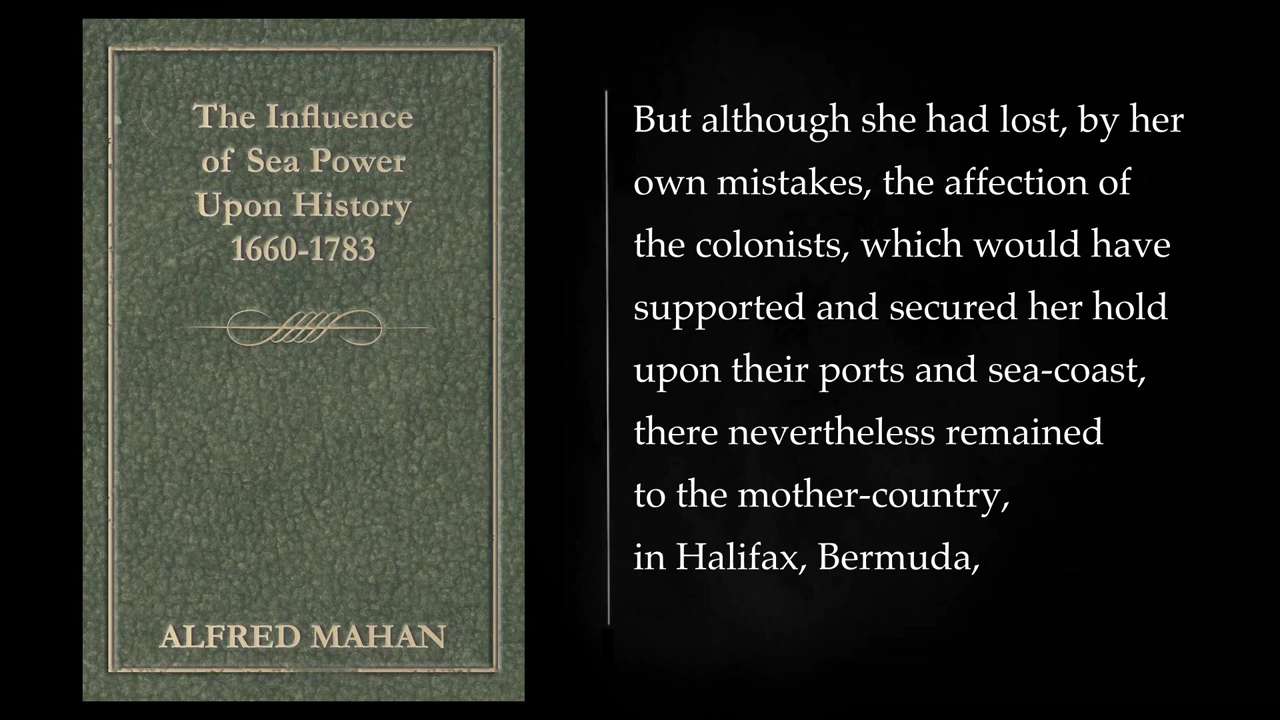 The Influence
of Sea Power
Upon History
1660-1783
ALFRED MAHAN
But although she had lost, by her
own mistakes, the affection of
the colonists, which would have
supported and secured her hold
upon their ports and sea-coast,
there nevertheless remained
to the mother-country,
in Halifax, Bermuda,